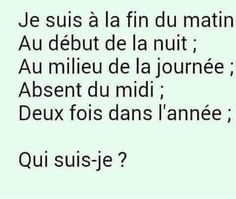 Je suis à la fin du matin
Au début de la nuit ;
Au milieu de la journée ;
Absent du midi ;
Deux fois dans l'année ;
Qui suis-je ?